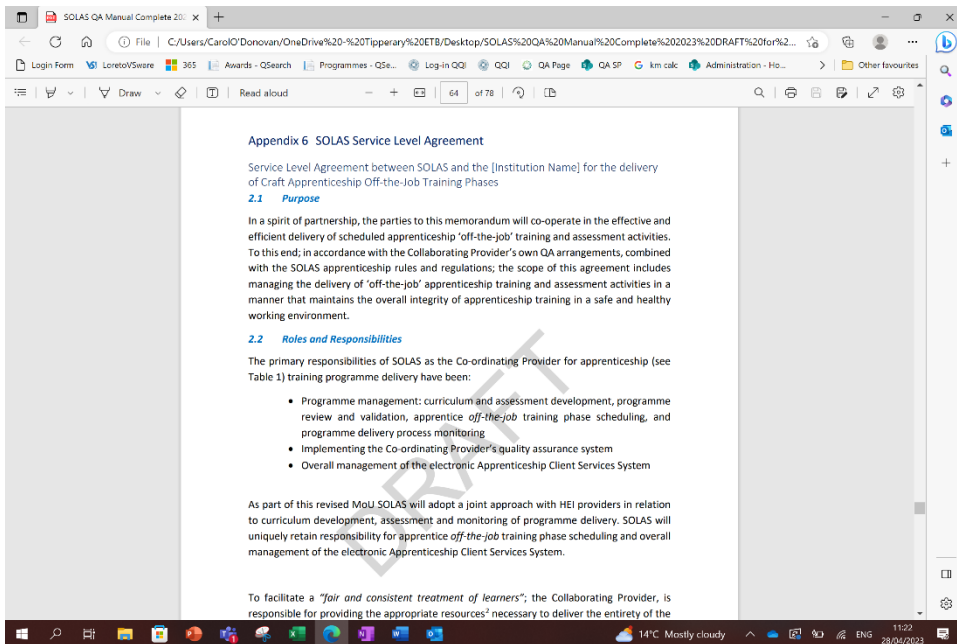 SOLAS QA Manual Complete 202
File
C:/Users/CarolO'Donovan/OneDrive%20-%20Tipperary%20ETB/Desktop/SOLAS%20QA%20Manual%20Complete%202023%20DRAFT%20for%2...
Login Form
LoretoVSware
365
Awards - QSearch
Programmes - QSe...
Log-in QQI
QQI
QA Page
QA SP
km calc
Administration - Ho...
Other favourites
Draw
Read aloud
64
of 78
Appendix 6 SOLAS Service Level Agreement
Service Level Agreement between SOLAS and the [Institution Name] for the delivery
of Craft Apprenticeship Off-the-Job Training Phases
2.1 Purpose
In a spirit of partnership, the parties to this memorandum will co-operate in the effective and
efficient delivery of scheduled apprenticeship 'off-the-job' training and assessment activities.
To this end; in accordance with the Collaborating Provider's own QA arrangements, combined
with the SOLAS apprenticeship rules and regulations; the scope of this agreement includes
managing the delivery of 'off-the-job' apprenticeship training and assessment activities in a
manner that maintains the overall integrity of apprenticeship training in a safe and healthy
working environment.
2.2 Roles and Responsibilities
The primary responsibilities of SOLAS as the Co-ordinating Provider for apprenticeship (see
Table 1) training programme delivery have been:
• Programme management: curriculum and assessment development, programme
review and validation, apprentice off-the-job training phase scheduling, and
programme delivery process monitoring
• Implementing the Co-ordinating Provider's quality assurance system
• Overall management of the electronic Apprenticeship Client Services System
DRAFT
As part of this revised MoU SOLAS will adopt a joint approach with HEI providers in relation
to curriculum development, assessment and monitoring of programme delivery. SOLAS will
uniquely retain responsibility for apprentice off-the-job training phase scheduling and overall
management of the electronic Apprenticeship Client Services System.
To facilitate a "fair and consistent treatment of learners"; the Collaborating Provider, is
responsible for providing the appropriate resources² necessary to deliver the entirety of the
14°C Mostly cloudy
ENG
11:22
28/04/2023